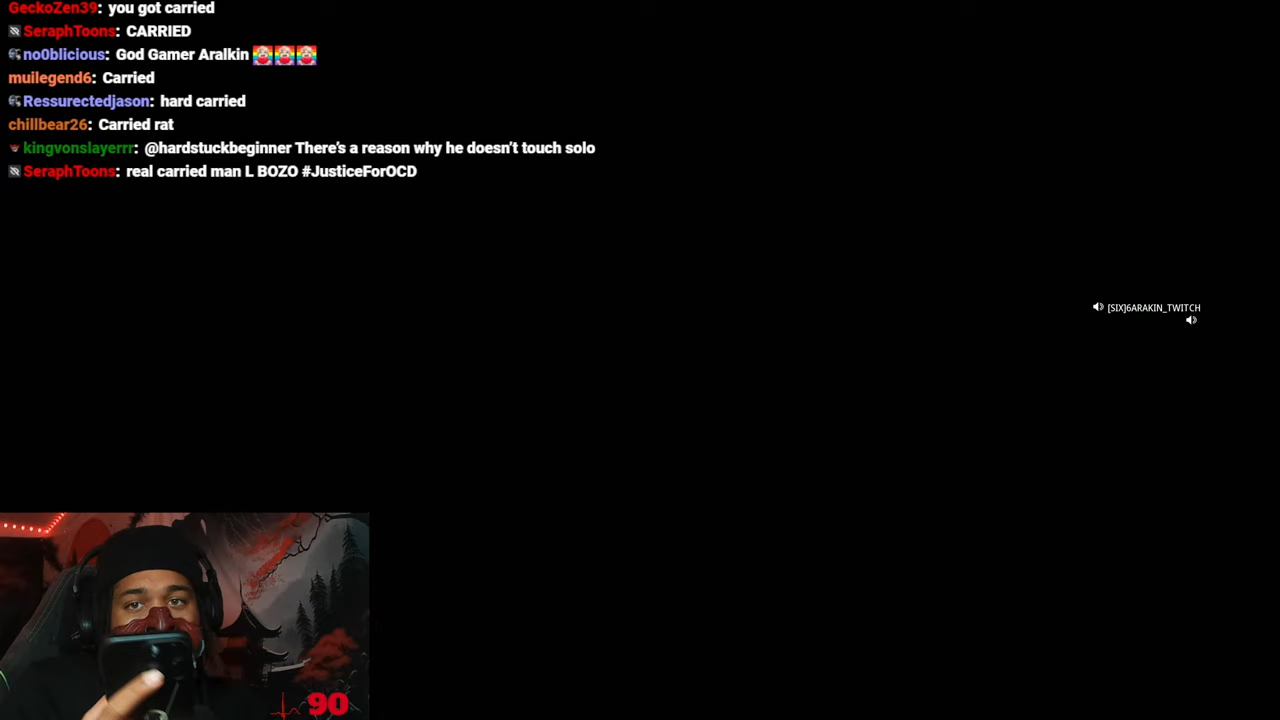 GeckoZen39: you got carried
SeraphToons: CARRIED
no0blicious: God Gamer Aralkin
muilegend6: Carried
Ressurectedjason: hard carried
chillbear26: Carried rat
kingvonslayerrr: @hardstuckbeginner There's a reason why he doesn't touch solo
SeraphToons: real carried man L BOZO #JusticeForOCD
[SIX]6ARAKIN_TWITCH
90